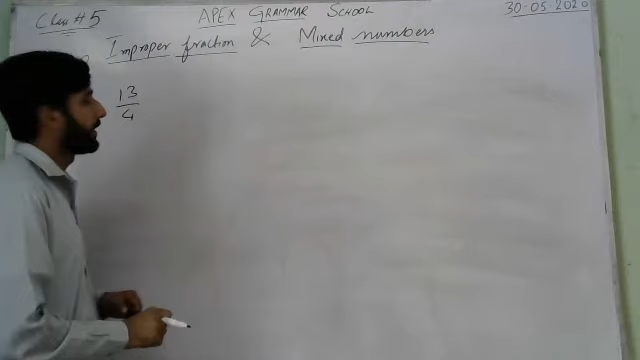 Class # 5
APEX GRAMMAR SCHOOL
30-05-2020
Improper fraction & Mixed numbers
13
4